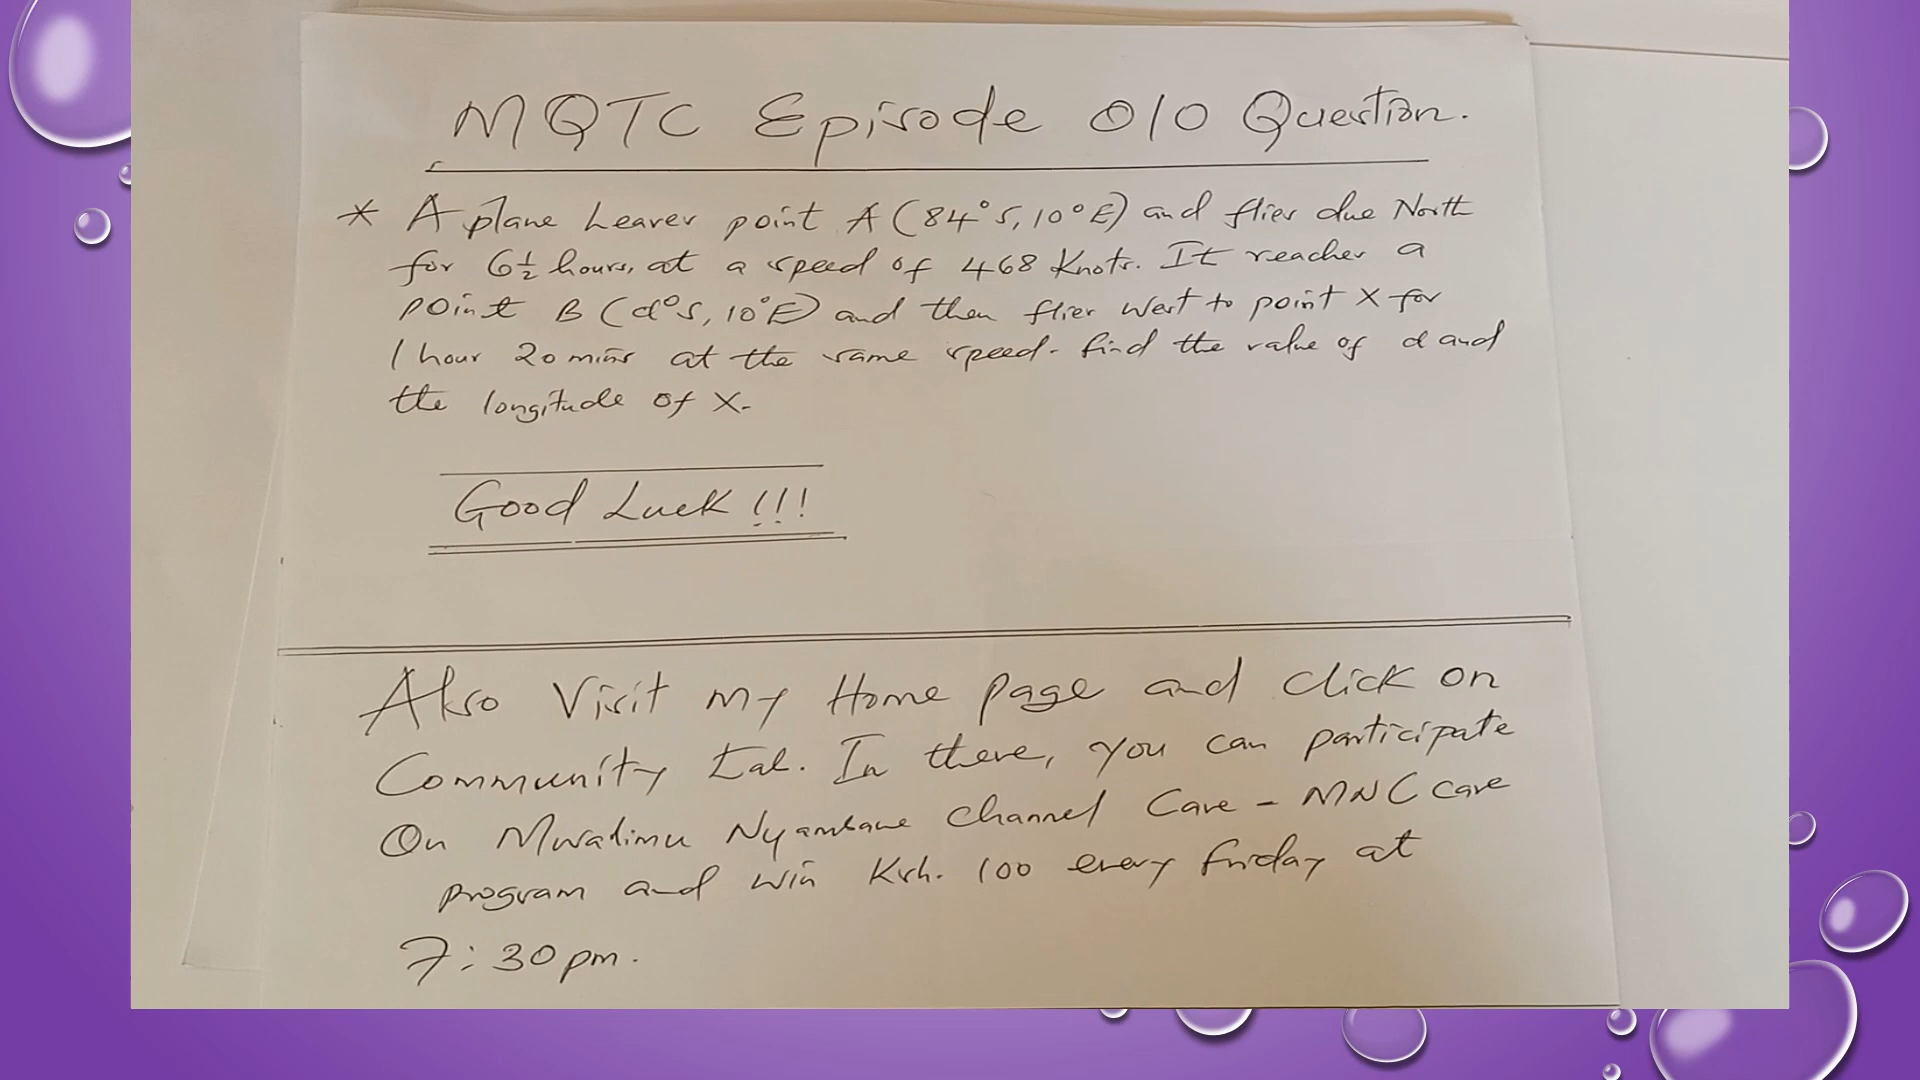 MQTC Episode 010 Question.
* A plane leaves point A (84°S, 10°E) and flies due North
for 6½ hours, at a speed of 468 Knots. It reaches a
point B (d°S, 10°E) and then flies West to point X for
1 hour 20 mins at the same speed. find the value of d and
the longitude of X.
Good Luck !!!
Also Visit my Home page and click on
Community tab. In there, you can participate
On Mwalimu Nyambane Channel Care - MNC care
program and win Ksh. 100 every friday at
7:30pm.